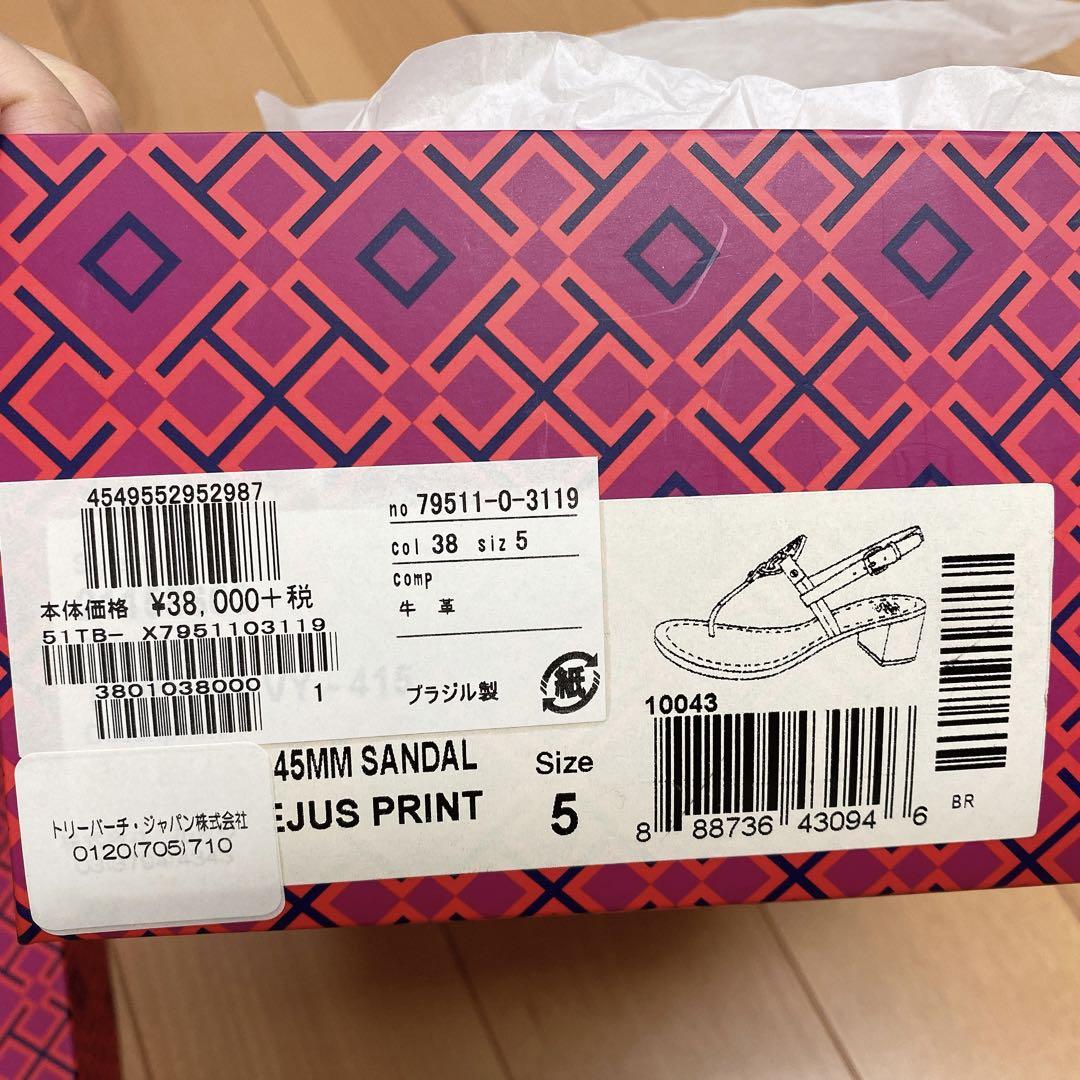 4549552952987
本体価格 ¥38,000+税
51TB- X7951103119
3801038000 1
no 79511-0-3119
col 38 siz 5
comp
牛 革
ブラジル製
紙
45MM SANDAL
EJUS PRINT
Size
5
10043
8 88736 43094 6
BR
トリーバーチ・ジャパン株式会社
0120(705)710